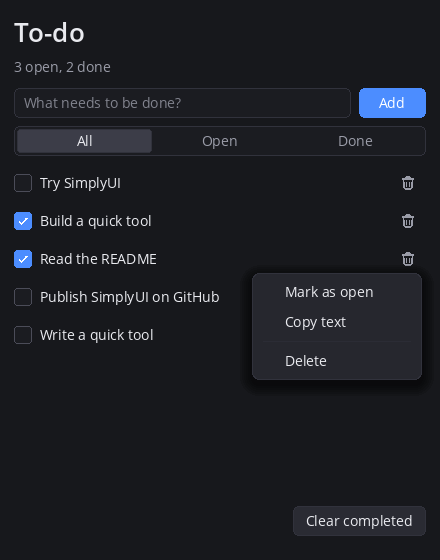 To-do
3 open, 2 done
What needs to be done?
Add
All
Open
Done
Try SimplyUI
Build a quick tool
Read the README
Publish SimplyUI on GitHub
Write a quick tool
Mark as open
Copy text
Delete
Clear completed